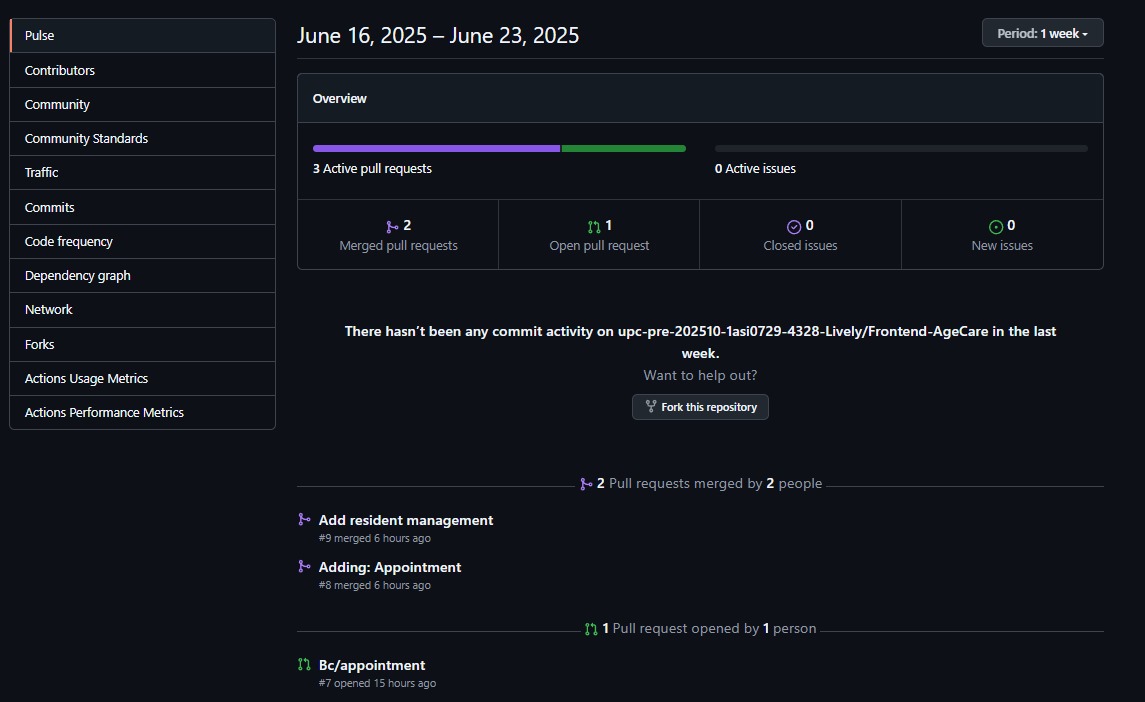 Pulse
Contributors
Community
Community Standards
Traffic
Commits
Code frequency
Dependency graph
Network
Forks
Actions Usage Metrics
Actions Performance Metrics
June 16, 2025 – June 23, 2025
Period: 1 week
Overview
3 Active pull requests
0 Active issues
2
Merged pull requests
1
Open pull request
0
Closed issues
0
New issues
There hasn’t been any commit activity on upc-pre-202510-1asi0729-4328-Lively/Frontend-AgeCare in the last
week.
Want to help out?
Fork this repository
2 Pull requests merged by 2 people
Add resident management
#9 merged 6 hours ago
Adding: Appointment
#8 merged 6 hours ago
1 Pull request opened by 1 person
Bc/appointment
#7 opened 15 hours ago